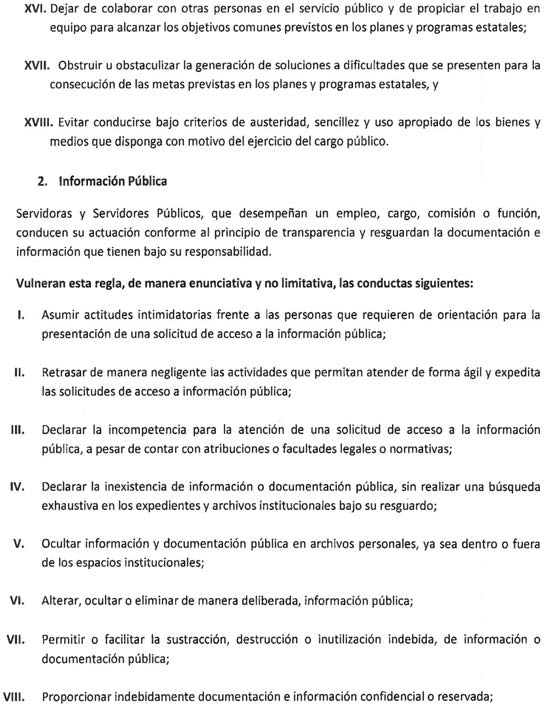 XVI. Dejar de colaborar con otras personas en el servicio público y de propiciar el trabajo en
equipo para alcanzar los objetivos comunes previstos en los planes y programas estatales;
XVII. Obstruir u obstaculizar la generación de soluciones a dificultades que se presenten para la
consecución de las metas previstas en los planes y programas estatales, y
XVIII. Evitar conducirse bajo criterios de austeridad, sencillez y uso apropiado de los bienes y
medios que disponga con motivo del ejercicio del cargo público.
2. Información Pública
Servidoras y Servidores Públicos, que desempeñan un empleo, cargo, comisión o función,
conducen su actuación conforme al principio de transparencia y resguardan la documentación e
información que tienen bajo su responsabilidad.
Vulneran esta regla, de manera enunciativa y no limitativa, las conductas siguientes:
I. Asumir actitudes intimidatorias frente a las personas que requieren de orientación para la
presentación de una solicitud de acceso a la información pública;
II. Retrasar de manera negligente las actividades que permitan atender de forma ágil y expedita
las solicitudes de acceso a información pública;
III. Declarar la incompetencia para la atención de una solicitud de acceso a la información
pública, a pesar de contar con atribuciones o facultades legales o normativas;
IV. Declarar la inexistencia de información o documentación pública, sin realizar una búsqueda
exhaustiva en los expedientes y archivos institucionales bajo su resguardo;
V. Ocultar información y documentación pública en archivos personales, ya sea dentro o fuera
de los espacios institucionales;
VI. Alterar, ocultar o eliminar de manera deliberada, información pública;
VII. Permitir o facilitar la sustracción, destrucción o inutilización indebida, de información o
documentación pública;
VIII. Proporcionar indebidamente documentación e información confidencial o reservada;